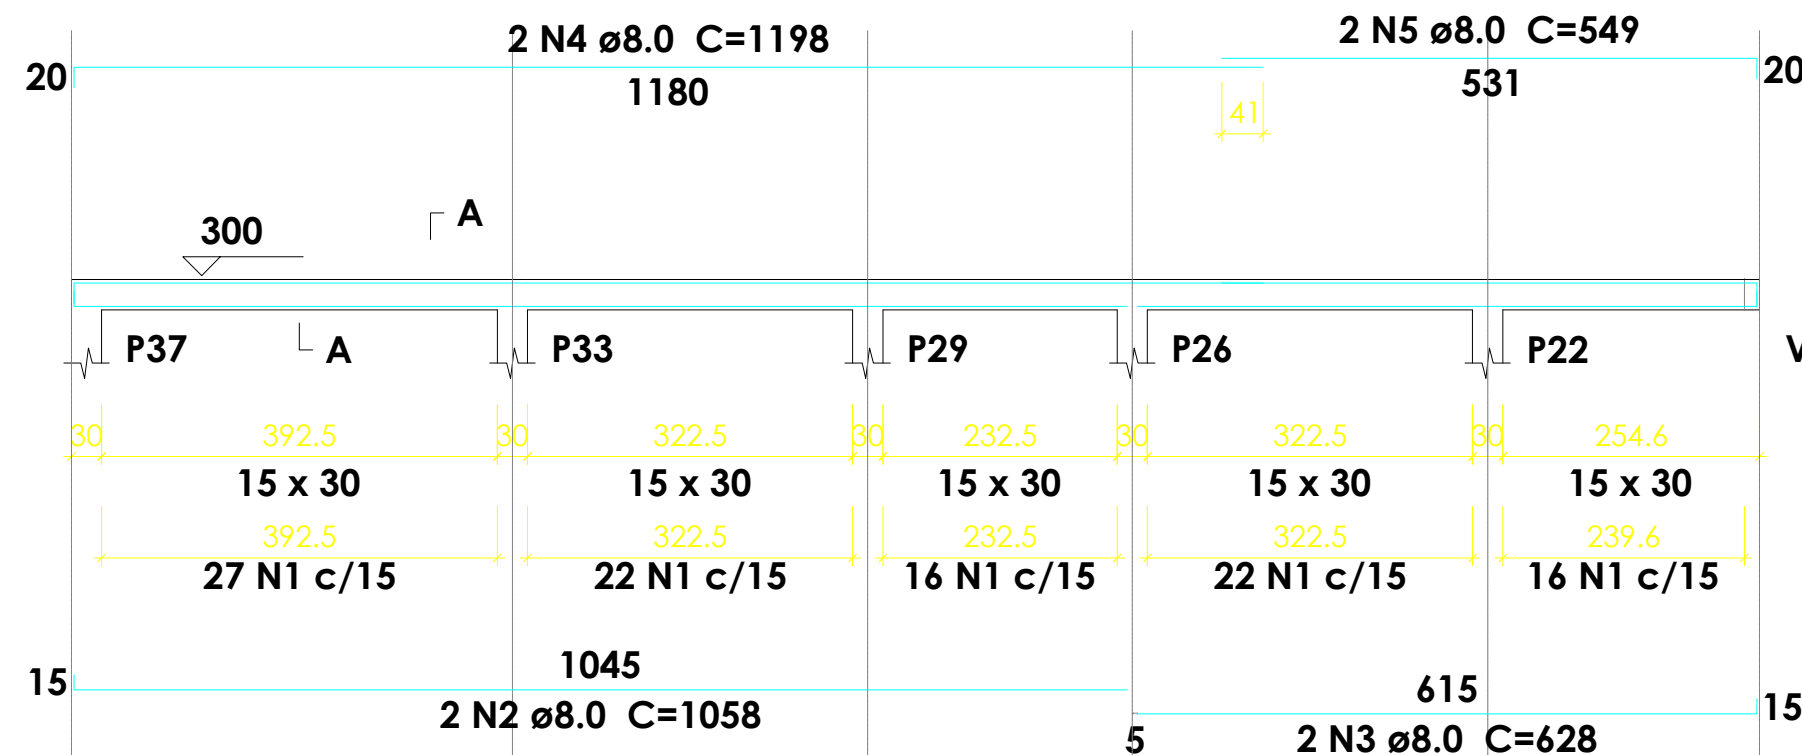 2 N4 ø8.0 C=1198
2 N5 ø8.0 C=549
20
1180
531
20
41
300
A
A
P37
P33
P29
P26
P22
V
30
392.5
30
322.5
30
232.5
30
322.5
30
254.6
15 x 30
15 x 30
15 x 30
15 x 30
15 x 30
392.5
322.5
232.5
322.5
239.6
27 N1 c/15
22 N1 c/15
16 N1 c/15
22 N1 c/15
16 N1 c/15
15
1045
615
15
2 N2 ø8.0 C=1058
5
2 N3 ø8.0 C=628